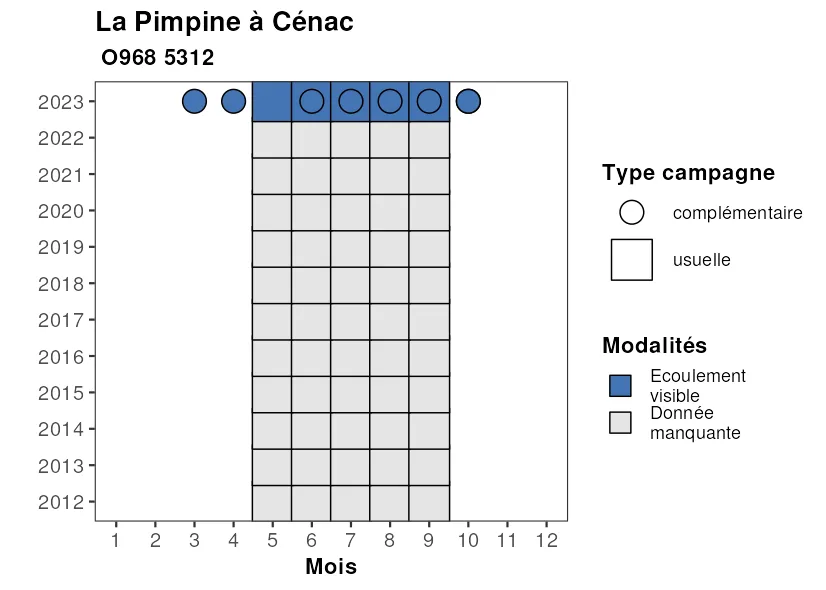 La Pimpine à Cénac
O968 5312
2023
2022
2021
2020
2019
2018
2017
2016
2015
2014
2013
2012
1 2 3 4 5 6 7 8 9 10 11 12
Mois
Type campagne
complémentaire
usuelle
Modalités
Ecoulement
visible
Donnée
manquante